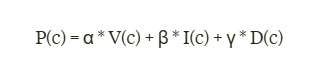 P(c) = α * V(c) + β * I(c) + γ * D(c)